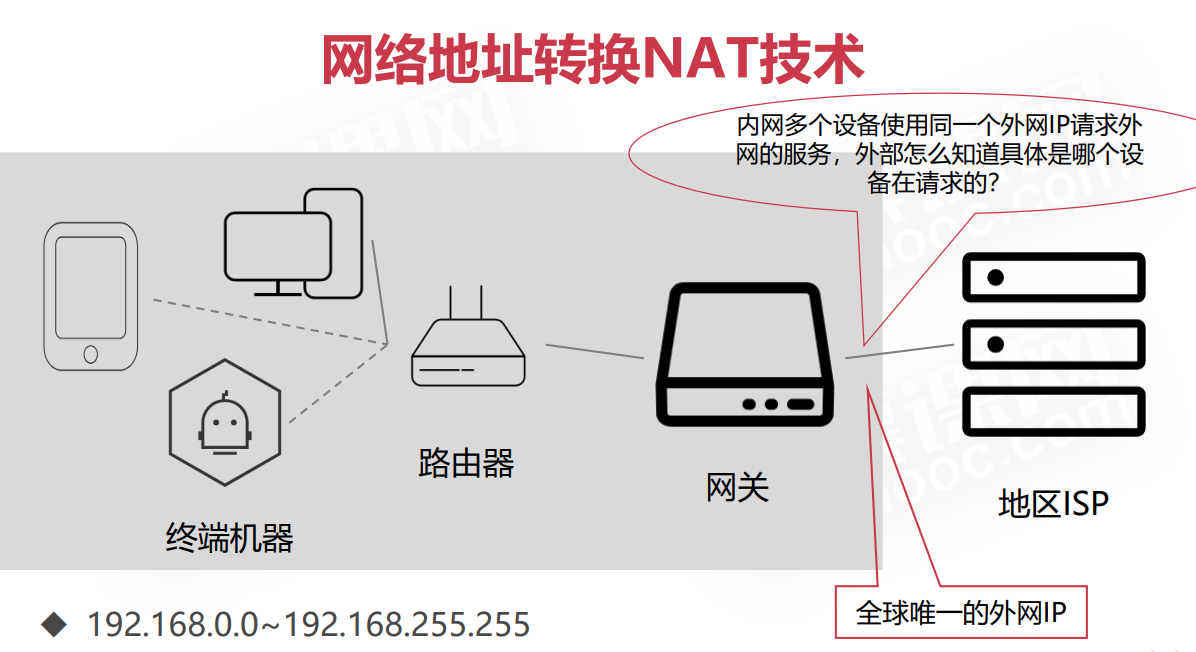 网络地址转换NAT技术
内网多个设备使用同一个外网IP请求外
网的服务，外部怎么知道具体是哪个设
备在请求的？
路由器
网关
地区ISP
终端机器
全球唯一的外网IP
192.168.0.0~192.168.255.255